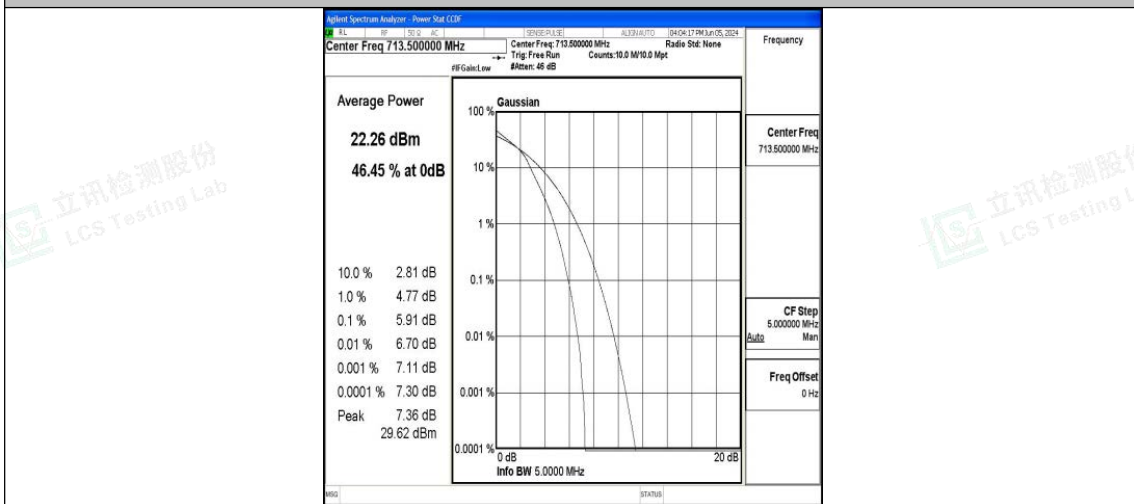 Agilent Spectrum Analyzer - Power Stat CCDF
RL RF 50 Ω AC SENSE:PULSE ALIGN AUTO 04:04:17 PM Jun 05, 2024
Center Freq 713.500000 MHz
Center Freq: 713.500000 MHz Radio Std: None
Trig: Free Run Counts:10.0 M/10.0 Mpt
#IFGain:Low #Atten: 46 dB
Frequency
Average Power
22.26 dBm
46.45 % at 0dB
10.0 % 2.81 dB
1.0 % 4.77 dB
0.1 % 5.91 dB
0.01 % 6.70 dB
0.001 % 7.11 dB
0.0001 % 7.30 dB
Peak 7.36 dB
29.62 dBm
Gaussian
100 %
10 %
1 %
0.1 %
0.01 %
0.001 %
0.0001 %
0 dB 20 dB
Info BW 5.0000 MHz
Center Freq
713.500000 MHz
CF Step
5.000000 MHz
Auto Man
Freq Offset
0 Hz
MSG STATUS
立讯检测股份
LCS Testing Lab
立讯检测股份
LCS Testing L